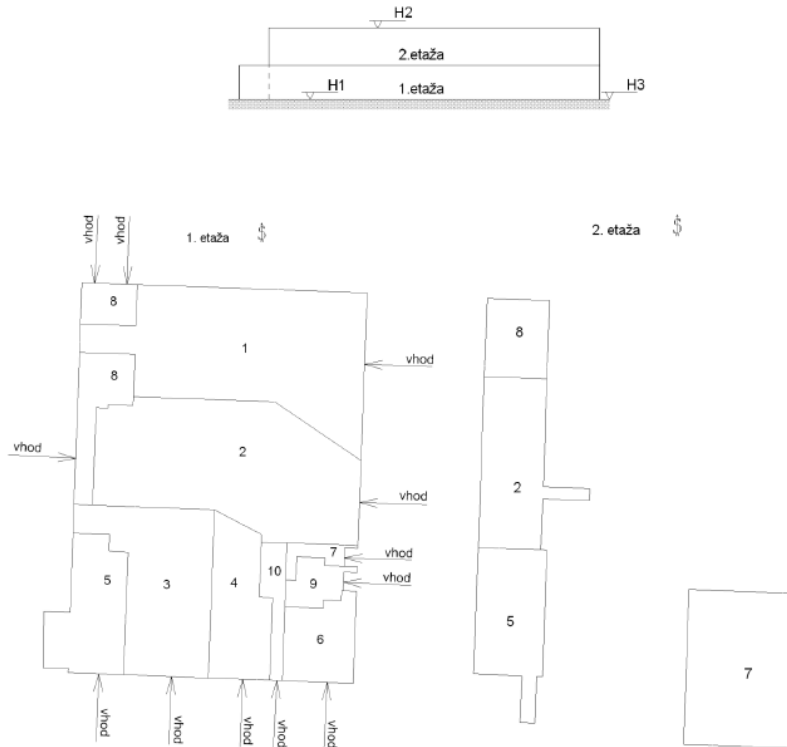 H2
2.etaža
H1
1.etaža
H3
vhod
vhod
1. etaža $
2. etaža $
8
1
vhod
8
8
vhod
2
vhod
2
7
vhod
10
9
vhod
5
3
4
6
5
7
vhod
vhod
vhod
vhod
vhod